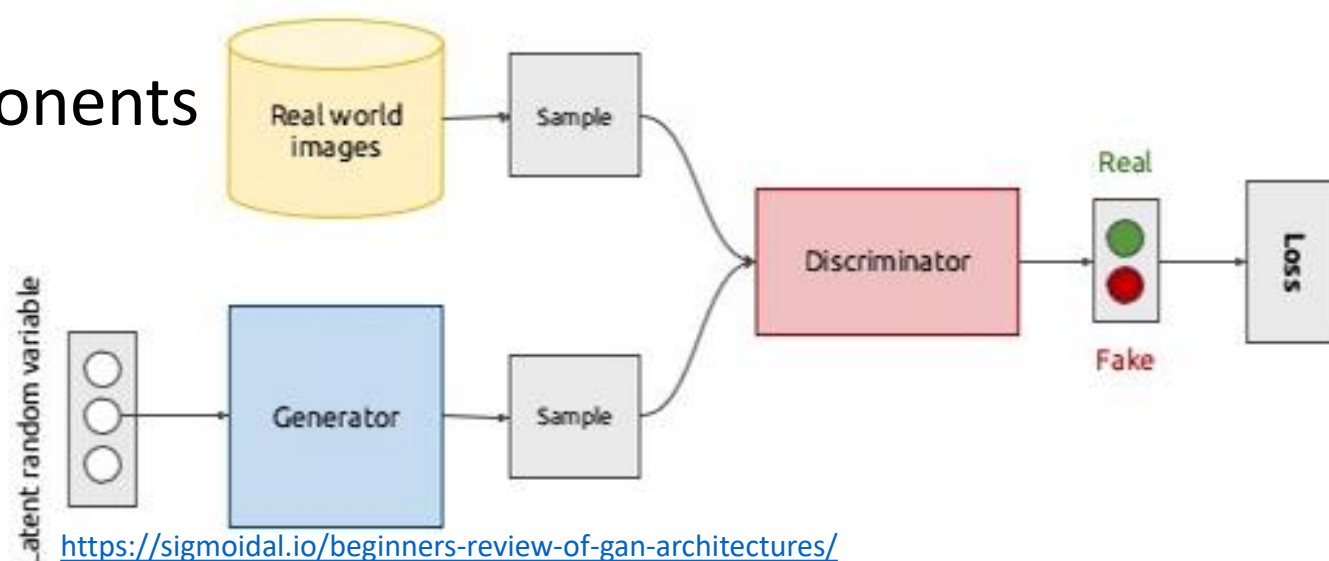 onents
Real world
images
Sample
Real
Discriminator
Loss
Fake
atent random variable
Generator
Sample
https://sigmoidal.io/beginners-review-of-gan-architectures/